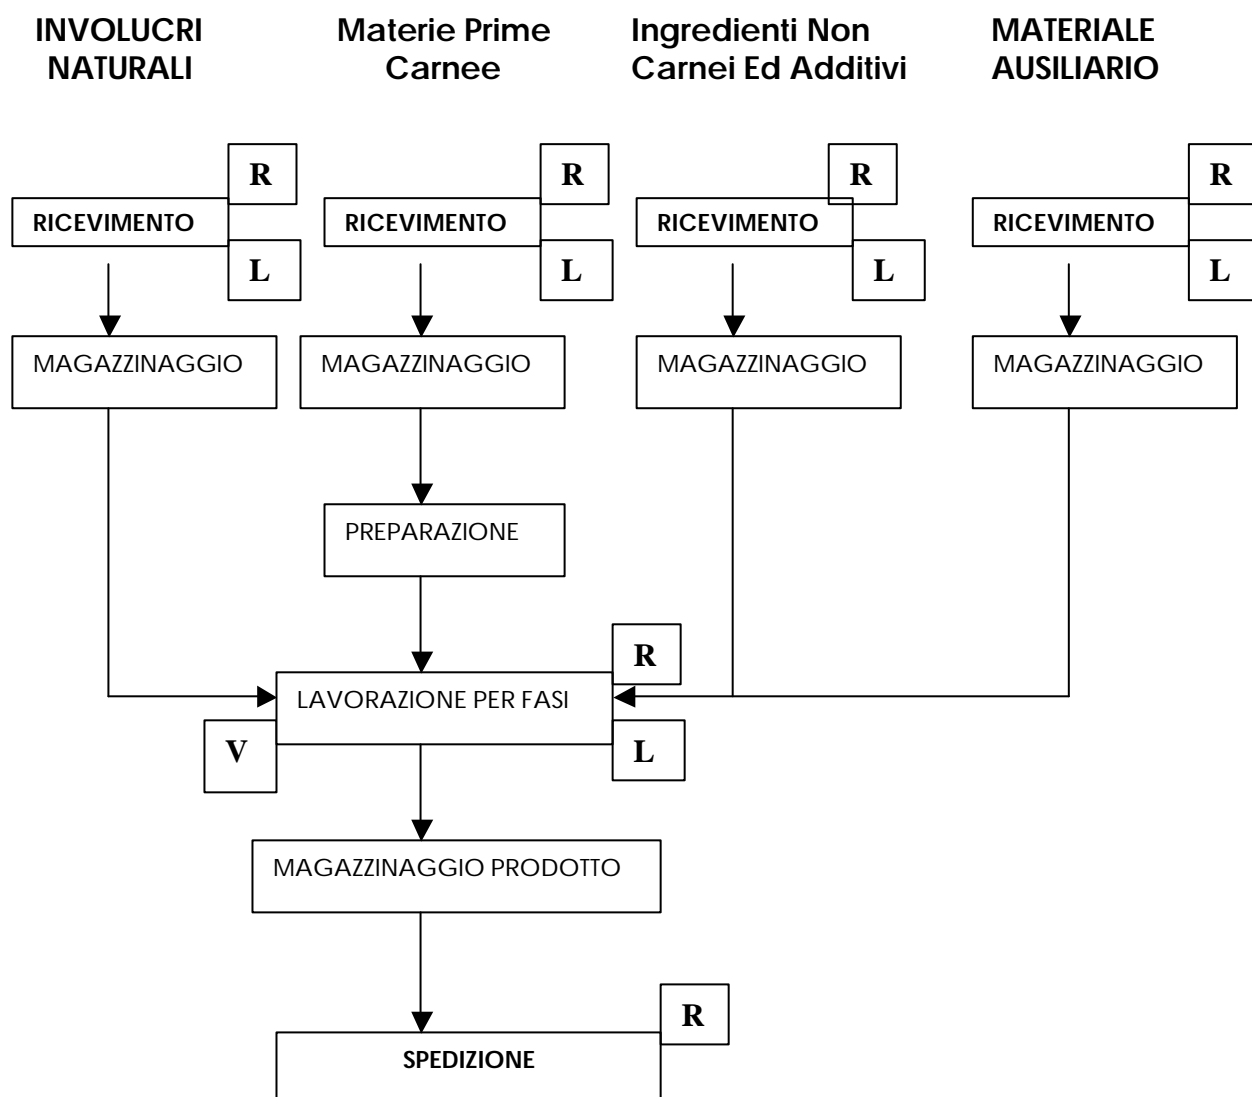 INVOLUCRI
NATURALI
Materie Prime
Carnee
Ingredienti Non
Carnei Ed Additivi
MATERIALE
AUSILIARIO
R
R
R
R
RICEVIMENTO
RICEVIMENTO
RICEVIMENTO
RICEVIMENTO
L
L
L
L
MAGAZZINAGGIO
MAGAZZINAGGIO
MAGAZZINAGGIO
MAGAZZINAGGIO
PREPARAZIONE
R
LAVORAZIONE PER FASI
V
L
MAGAZZINAGGIO PRODOTTO
R
SPEDIZIONE